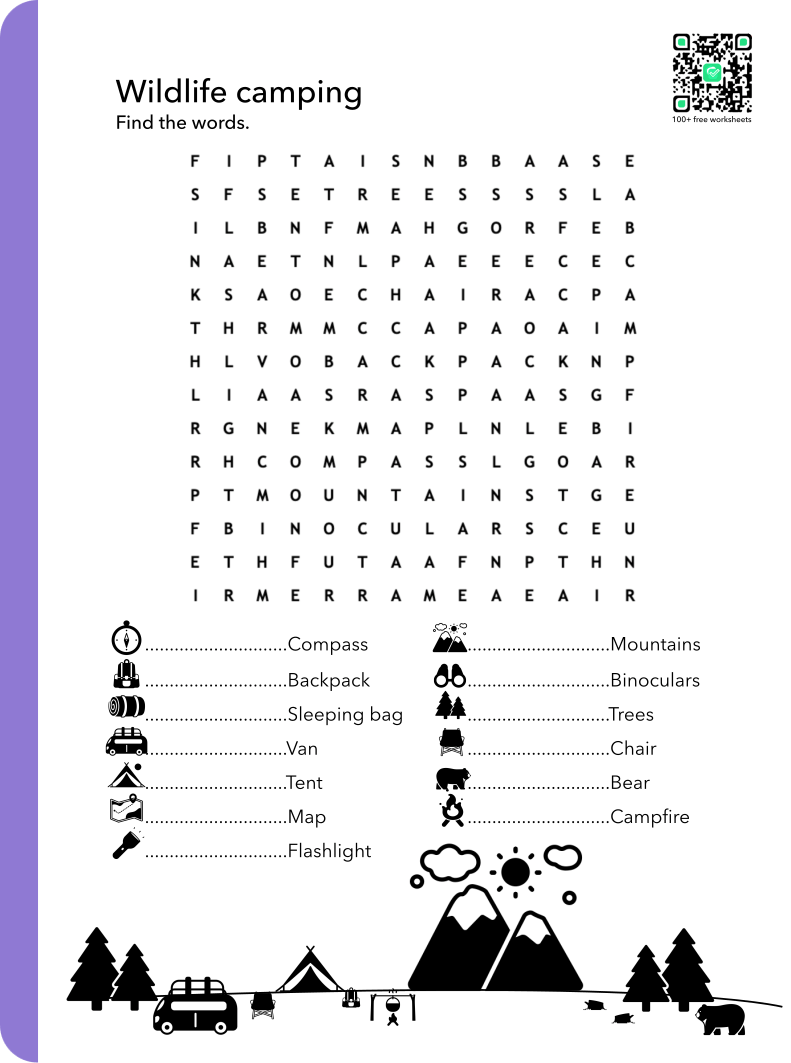 Wildlife camping
Find the words.
100+ free worksheets
F I P T A I S N B B A A S E
S F S E T R E E S S S S L A
I L B N F M A H G O R F E B
N A E T N L P A E E E C E C
K S A O E C H A I R A C P A
T H R M M C C A P A O A I M
H L V O B A C K P A C K N P
L I A A S R A S P A A S G F
R G N E K M A P L N L E B I
R H C O M P A S S L G O A R
P T M O U N T A I N S T G E
F B I N O C U L A R S C E U
E T H F U T A A F N P T H N
I R M E R R A M E A E A I R
...........................Compass
...........................Backpack
...........................Sleeping bag
...........................Van
...........................Tent
...........................Map
...........................Flashlight
...........................Mountains
...........................Binoculars
...........................Trees
...........................Chair
...........................Bear
...........................Campfire